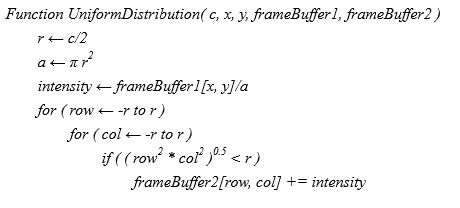 Function UniformDistribution( c, x, y, frameBuffer1, frameBuffer2 )
r ← c/2
a ← π r²
intensity ← frameBuffer1[x, y]/a
for ( row ← -r to r )
for ( col ← -r to r )
if ( ( row² * col² )⁰·⁵ < r )
frameBuffer2[row, col] += intensity